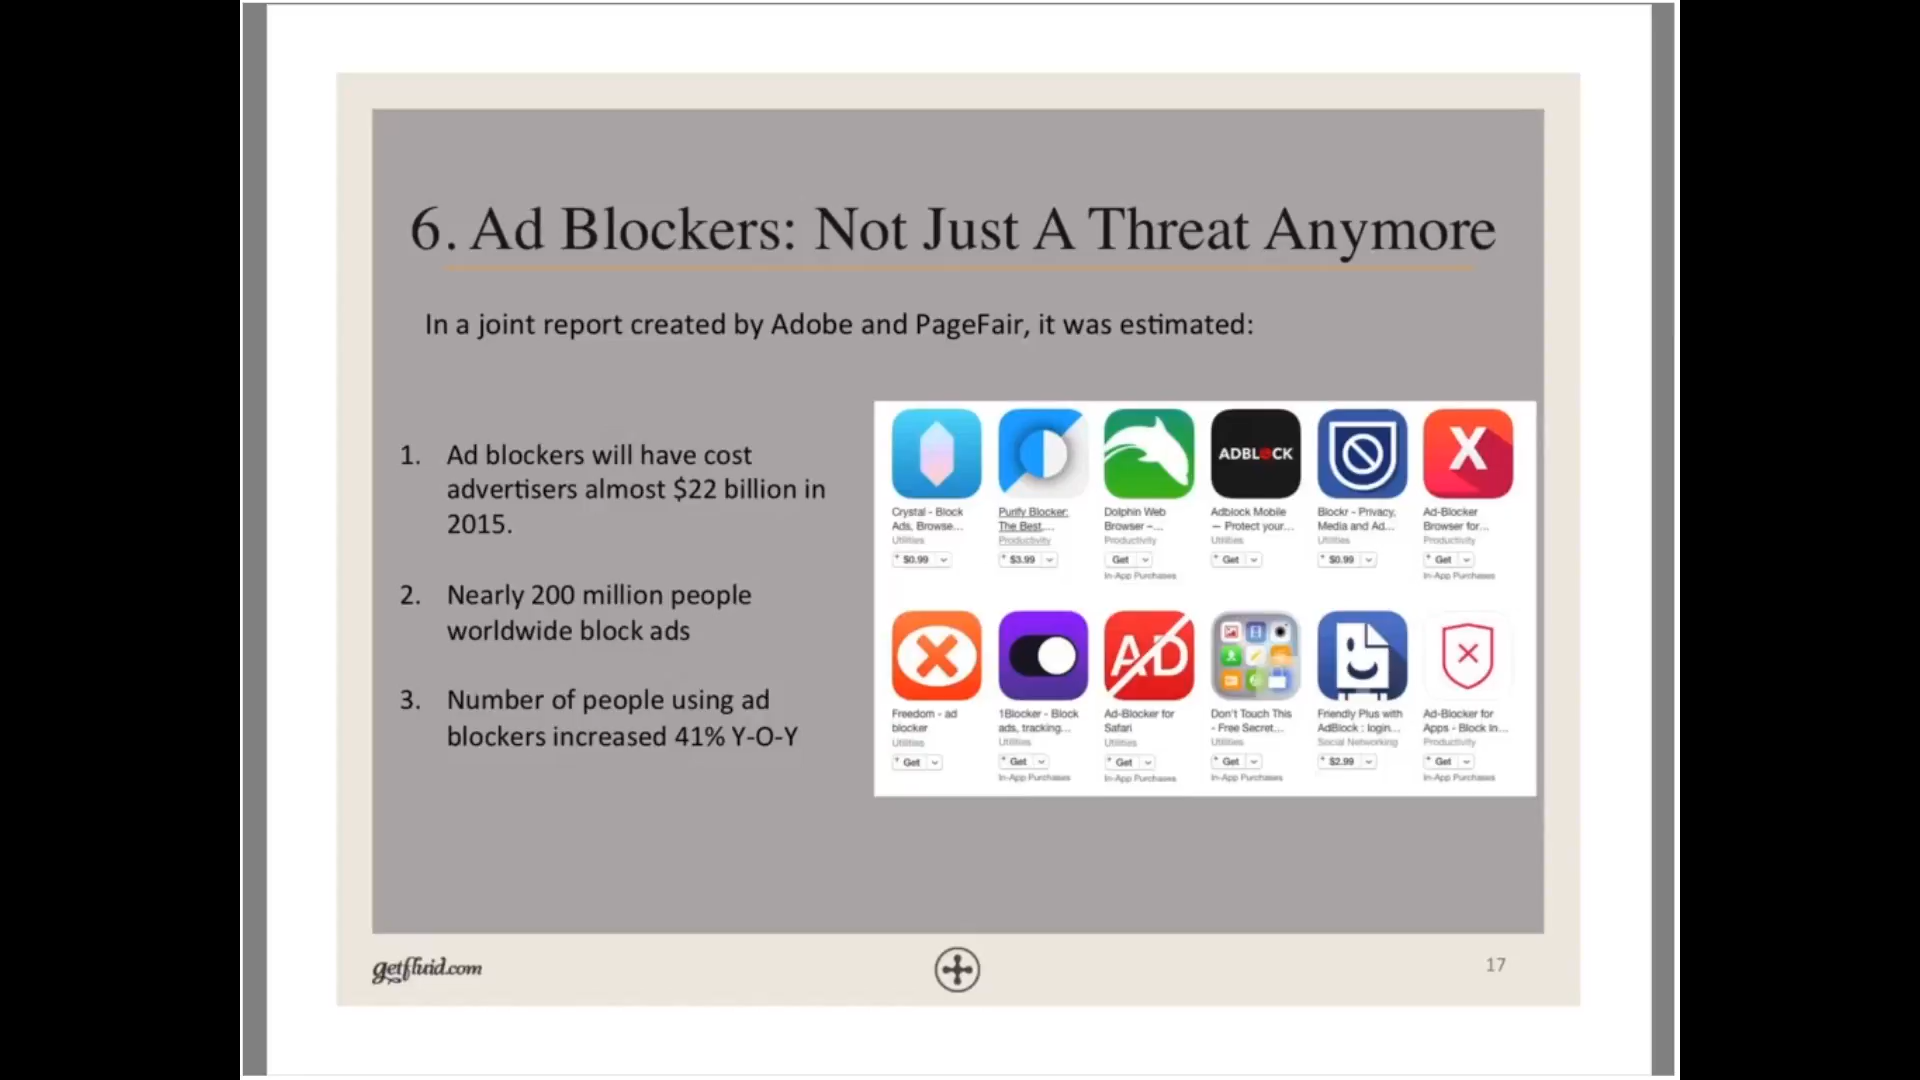 6. Ad Blockers: Not Just A Threat Anymore
In a joint report created by Adobe and PageFair, it was estimated:
1. Ad blockers will have cost
advertisers almost $22 billion in
2015.
2. Nearly 200 million people
worldwide block ads
3. Number of people using ad
blockers increased 41% Y-O-Y
ADBLOCK
X
Crystal - Block
Ads, Browse...
Utilities
+ $0.99
Purify Blocker:
The Best,...
Productivity
+ $3.99
Dolphin Web
Browser –...
Productivity
Get
In-App Purchases
Adblock Mobile
— Protect your...
Utilities
+ Get
Blockr - Privacy,
Media and Ad...
Utilities
+ $0.99
Ad-Blocker
Browser for...
Productivity
+ Get
In-App Purchases
AD
Freedom - ad
blocker
Utilities
+ Get
1Blocker - Block
ads, tracking...
Utilities
+ Get
In-App Purchases
Ad-Blocker for
Safari
Utilities
+ Get
In-App Purchases
Don't Touch This
- Free Secret...
Utilities
+ Get
In-App Purchases
Friendly Plus with
AdBlock : login...
Social Networking
+ $2.99
Ad-Blocker for
Apps - Block In...
Productivity
+ Get
In-App Purchases
getfluid.com
17